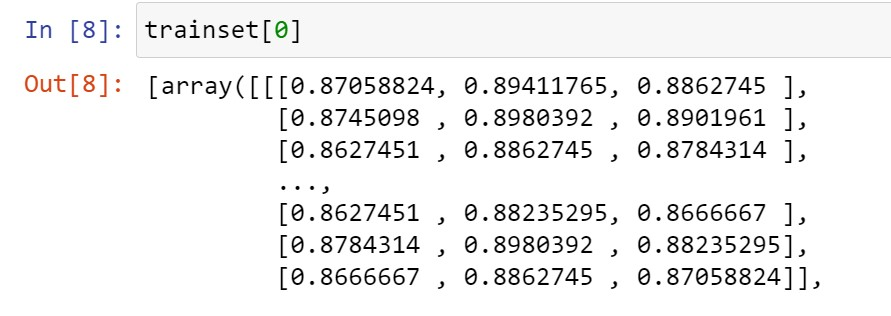 In [8]: trainset[0]
Out[8]: [array([[[0.87058824, 0.89411765, 0.8862745 ],
[0.8745098 , 0.8980392 , 0.8901961 ],
[0.8627451 , 0.8862745 , 0.8784314 ],
...,
[0.8627451 , 0.88235295, 0.8666667 ],
[0.8784314 , 0.8980392 , 0.88235295],
[0.8666667 , 0.8862745 , 0.87058824]],